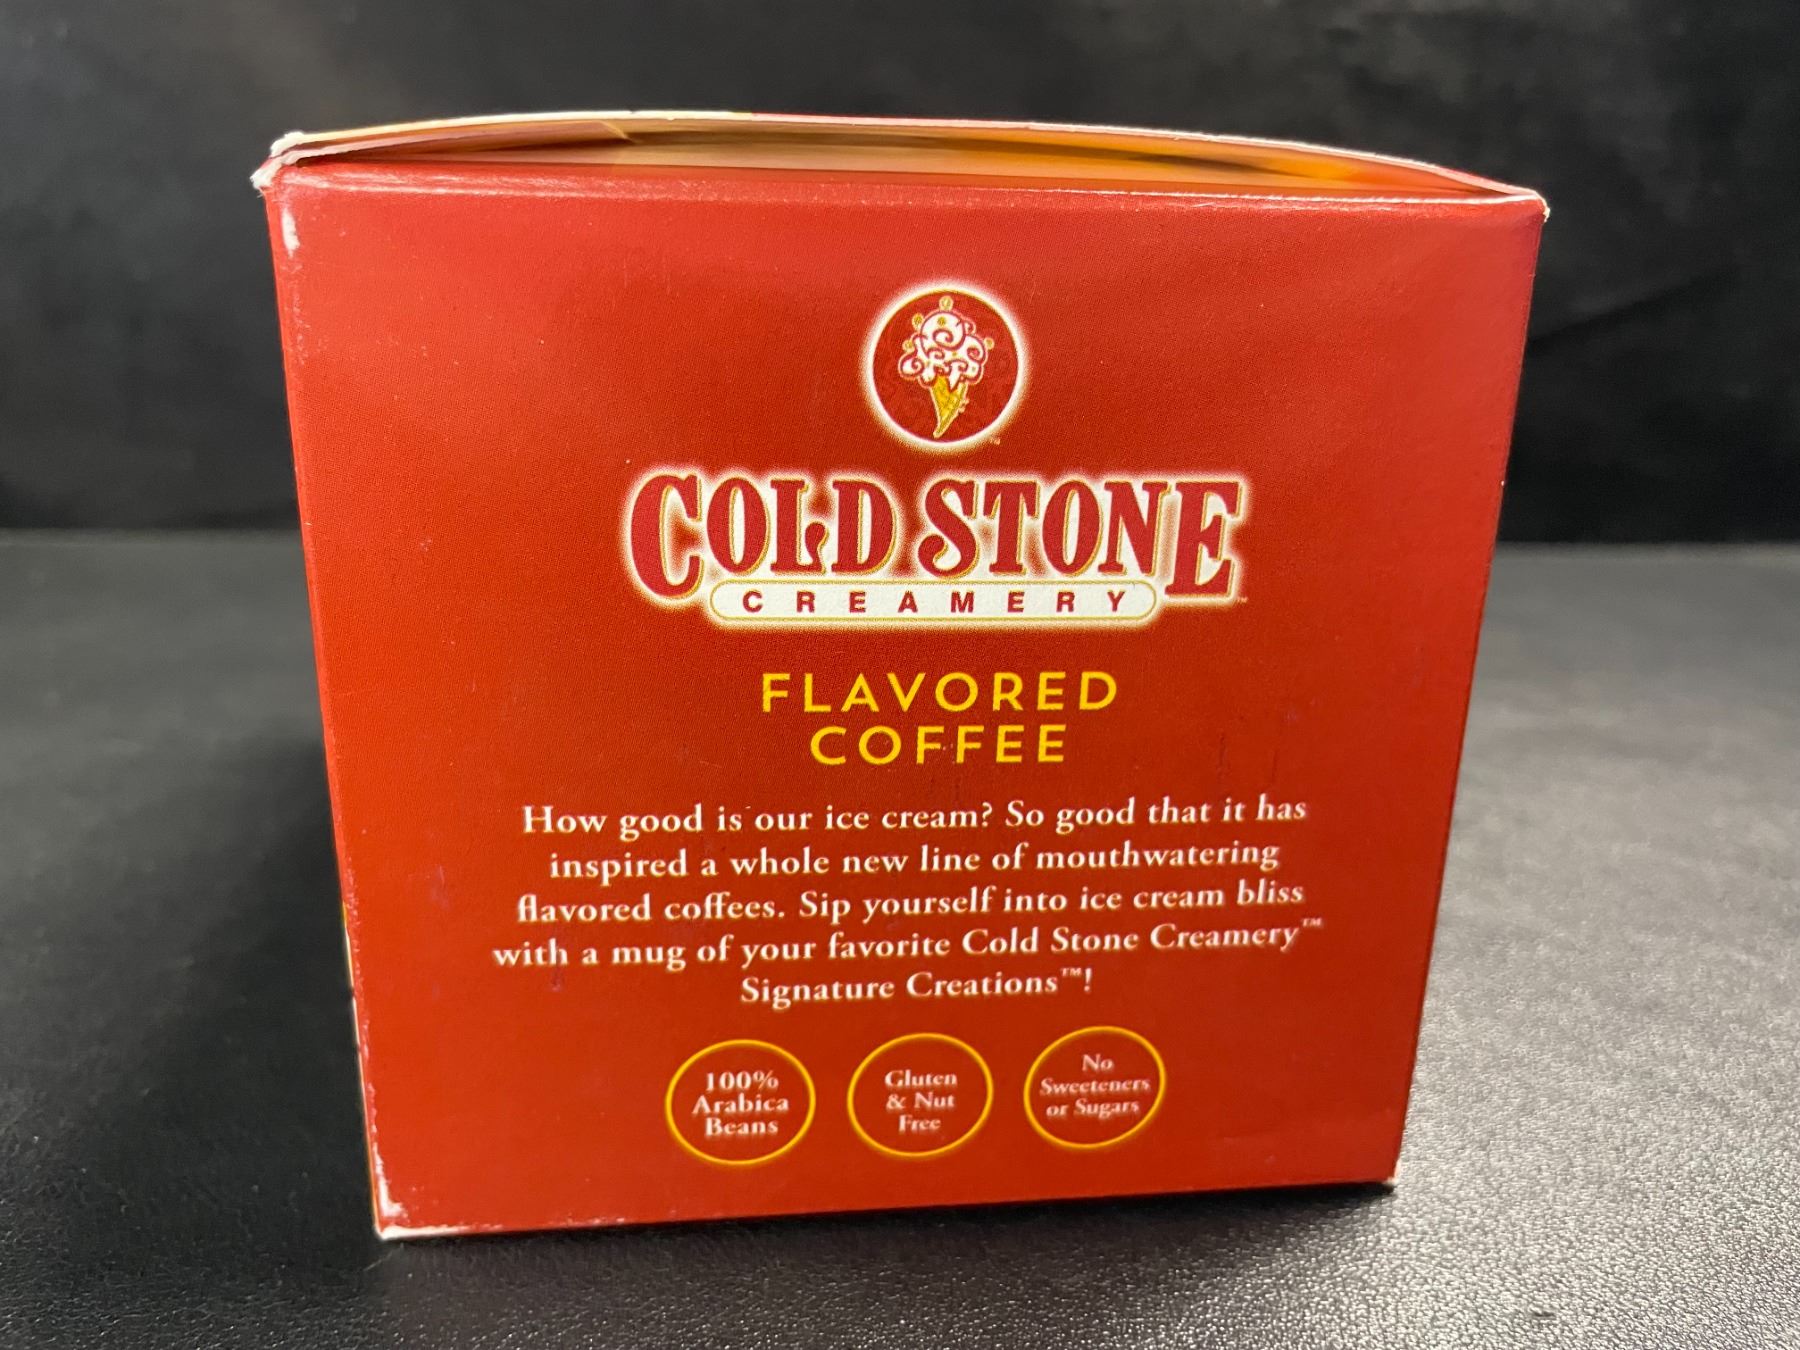 COLD STONE
CREAMERY
FLAVORED
COFFEE
How good is our ice cream? So good that it has
inspired a whole new line of mouthwatering
flavored coffees. Sip yourself into ice cream bliss
with a mug of your favorite Cold Stone Creamery™
Signature Creations™!
100%
Arabica
Beans
Gluten
& Nut
Free
No
Sweeteners
or Sugars